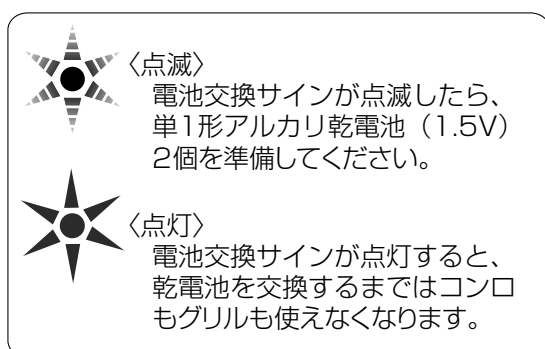 〈点滅〉
電池交換サインが点滅したら、
単1形アルカリ乾電池（1.5V）
2個を準備してください。
〈点灯〉
電池交換サインが点灯すると、
乾電池を交換するまではコンロ
もグリルも使えなくなります。